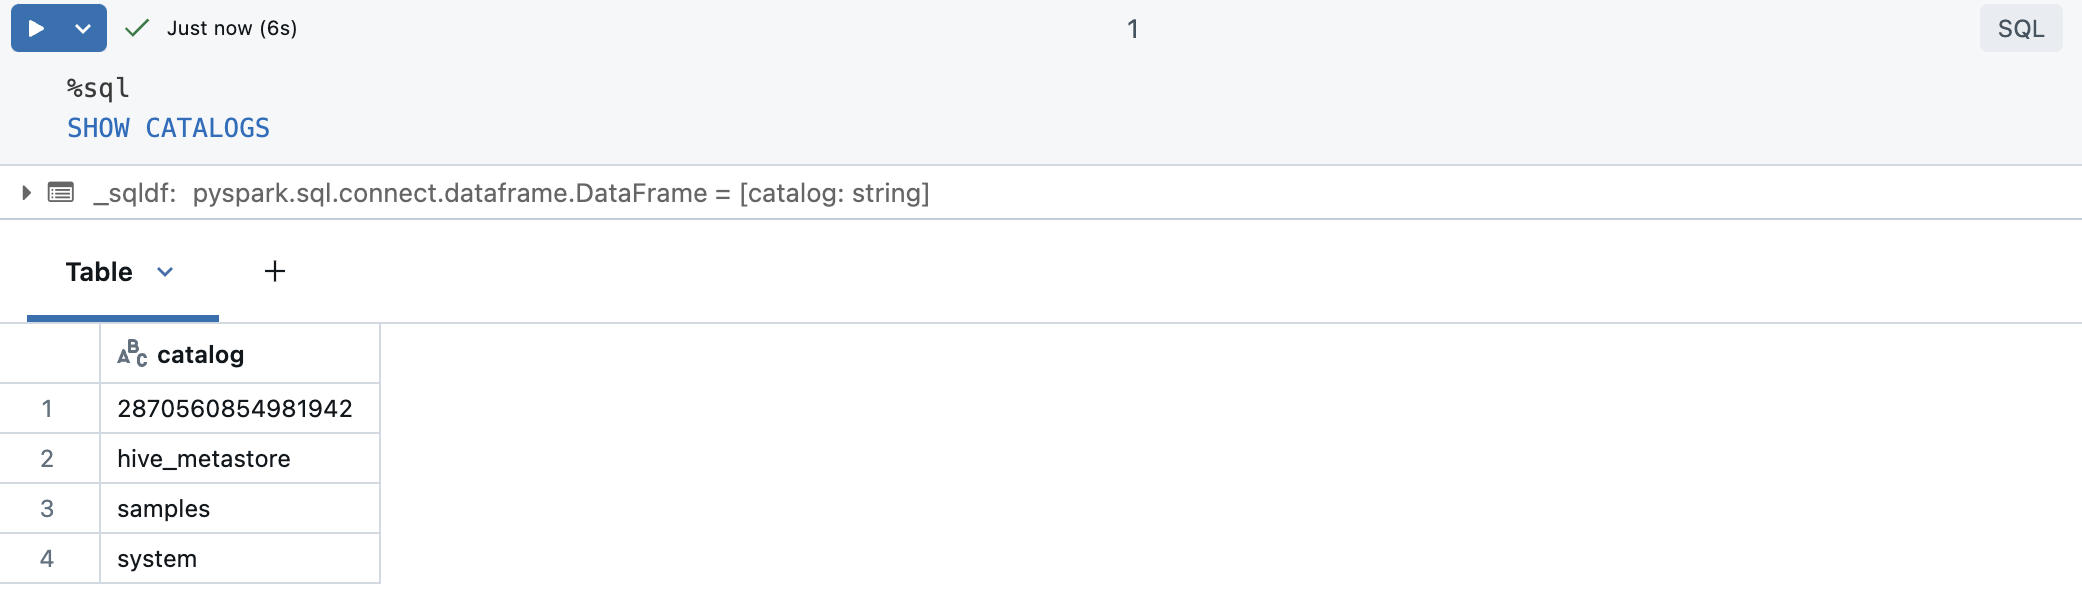 Just now (6s)
1
SQL
%sql
SHOW CATALOGS
_sqldf: pyspark.sql.connect.dataframe.DataFrame = [catalog: string]
Table
ABC catalog
1 2870560854981942
2 hive_metastore
3 samples
4 system